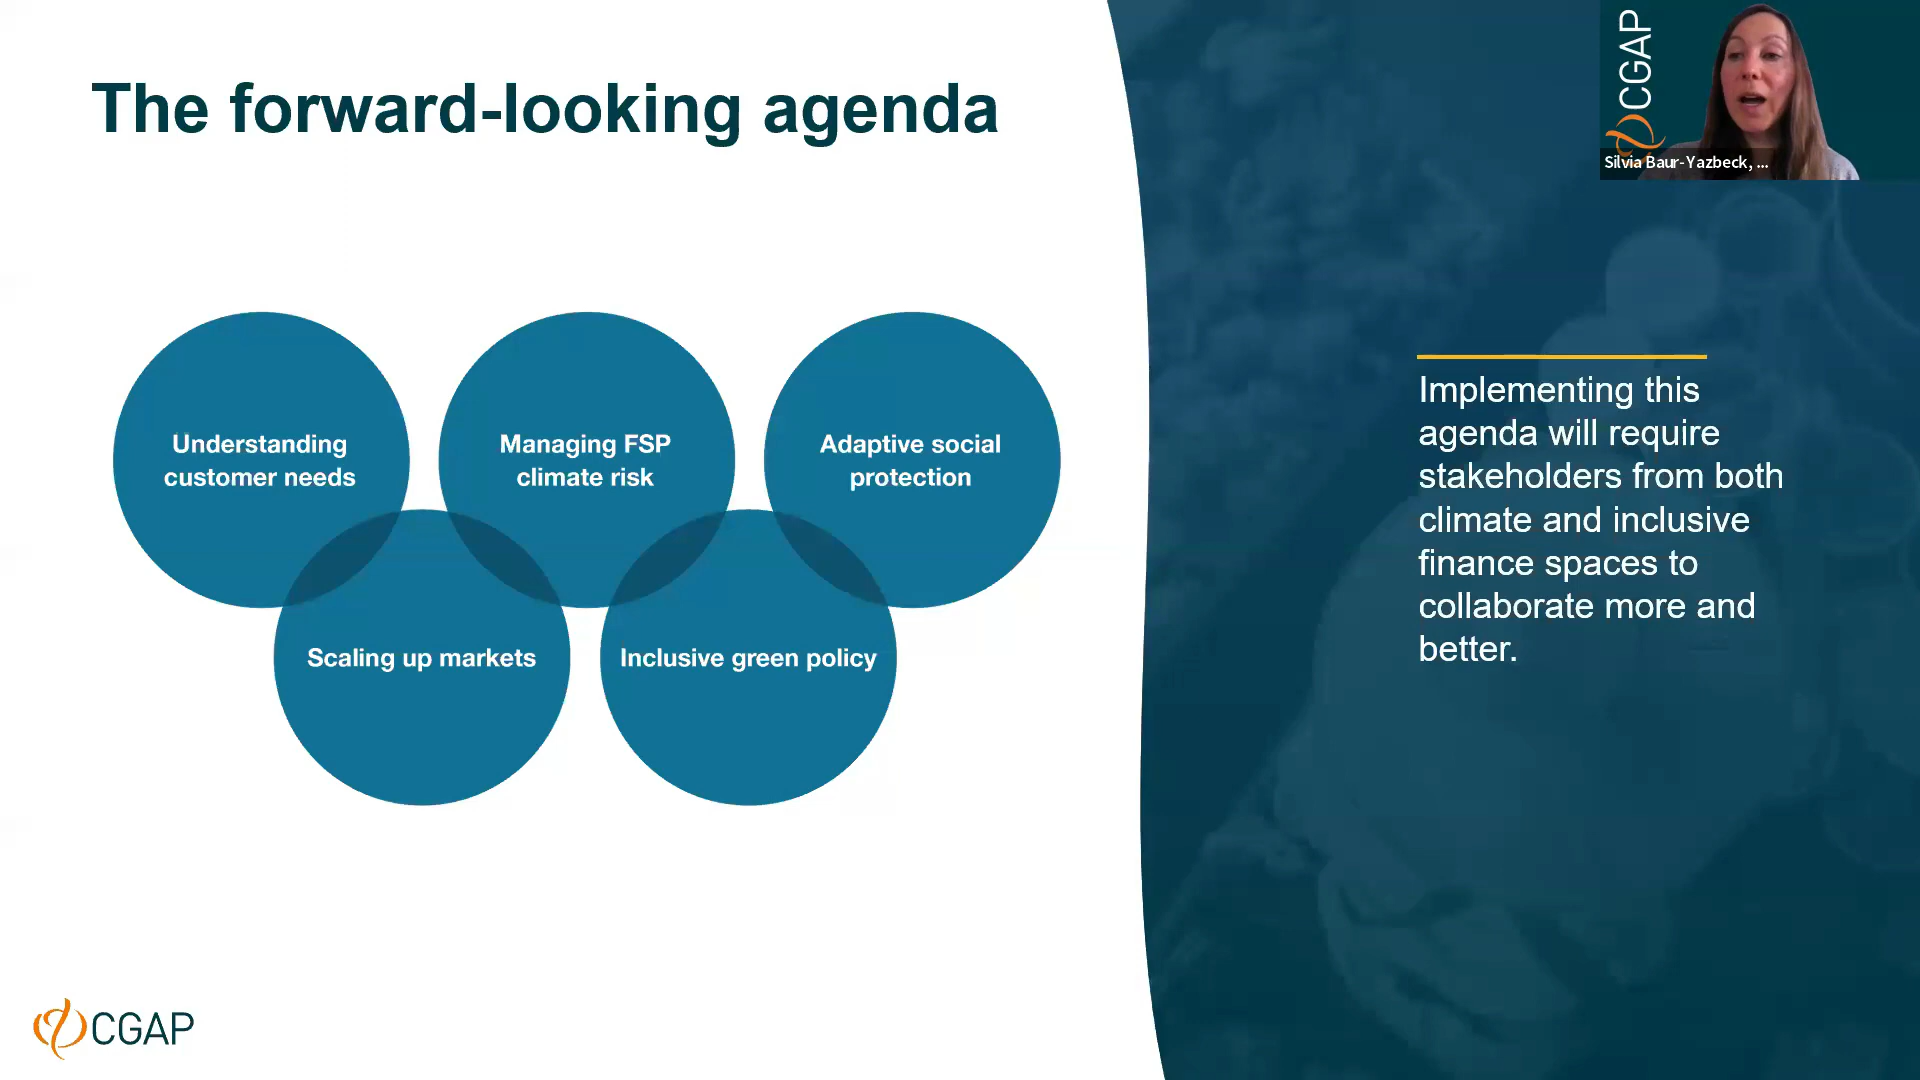 The forward-looking agenda
CGAP
Silvia Baur-Yazbeck, ...
Understanding
customer needs
Managing FSP
climate risk
Adaptive social
protection
Scaling up markets
Inclusive green policy
Implementing this
agenda will require
stakeholders from both
climate and inclusive
finance spaces to
collaborate more and
better.
CGAP